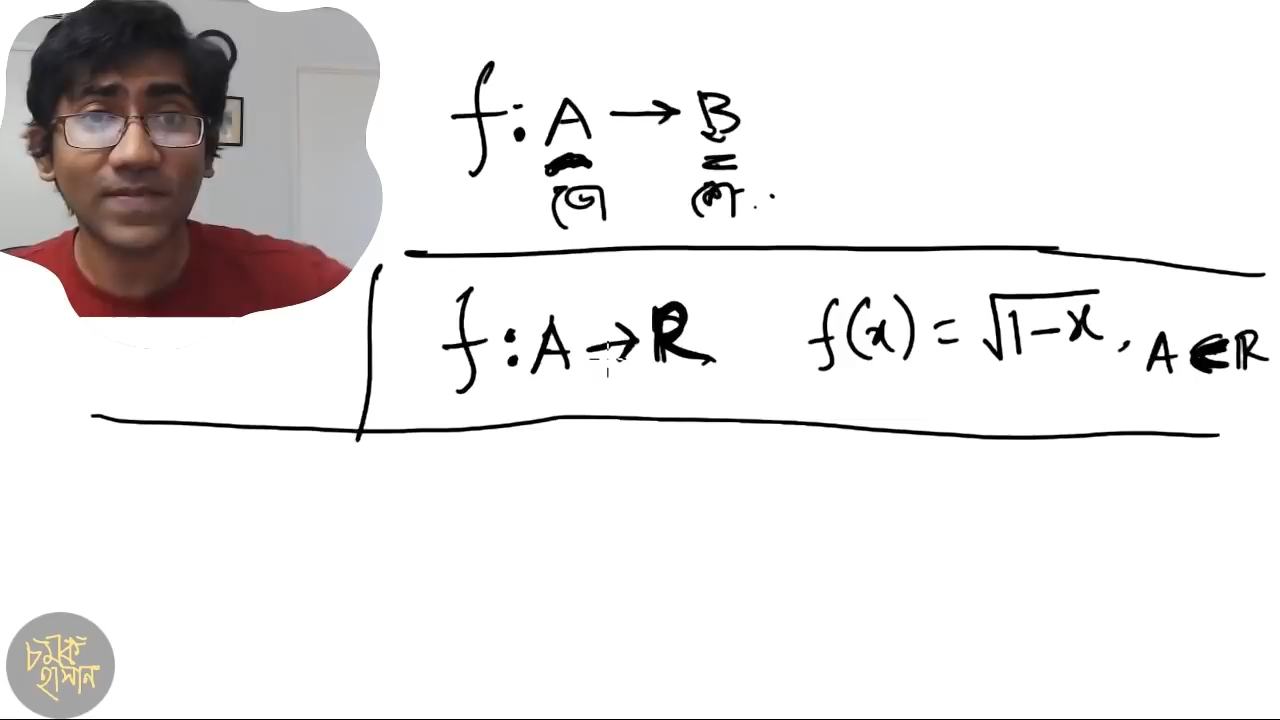 f : A → B
f : A → ℝ f(x) = √(1−x) , A ⊂ ℝ
চমক
হাসান